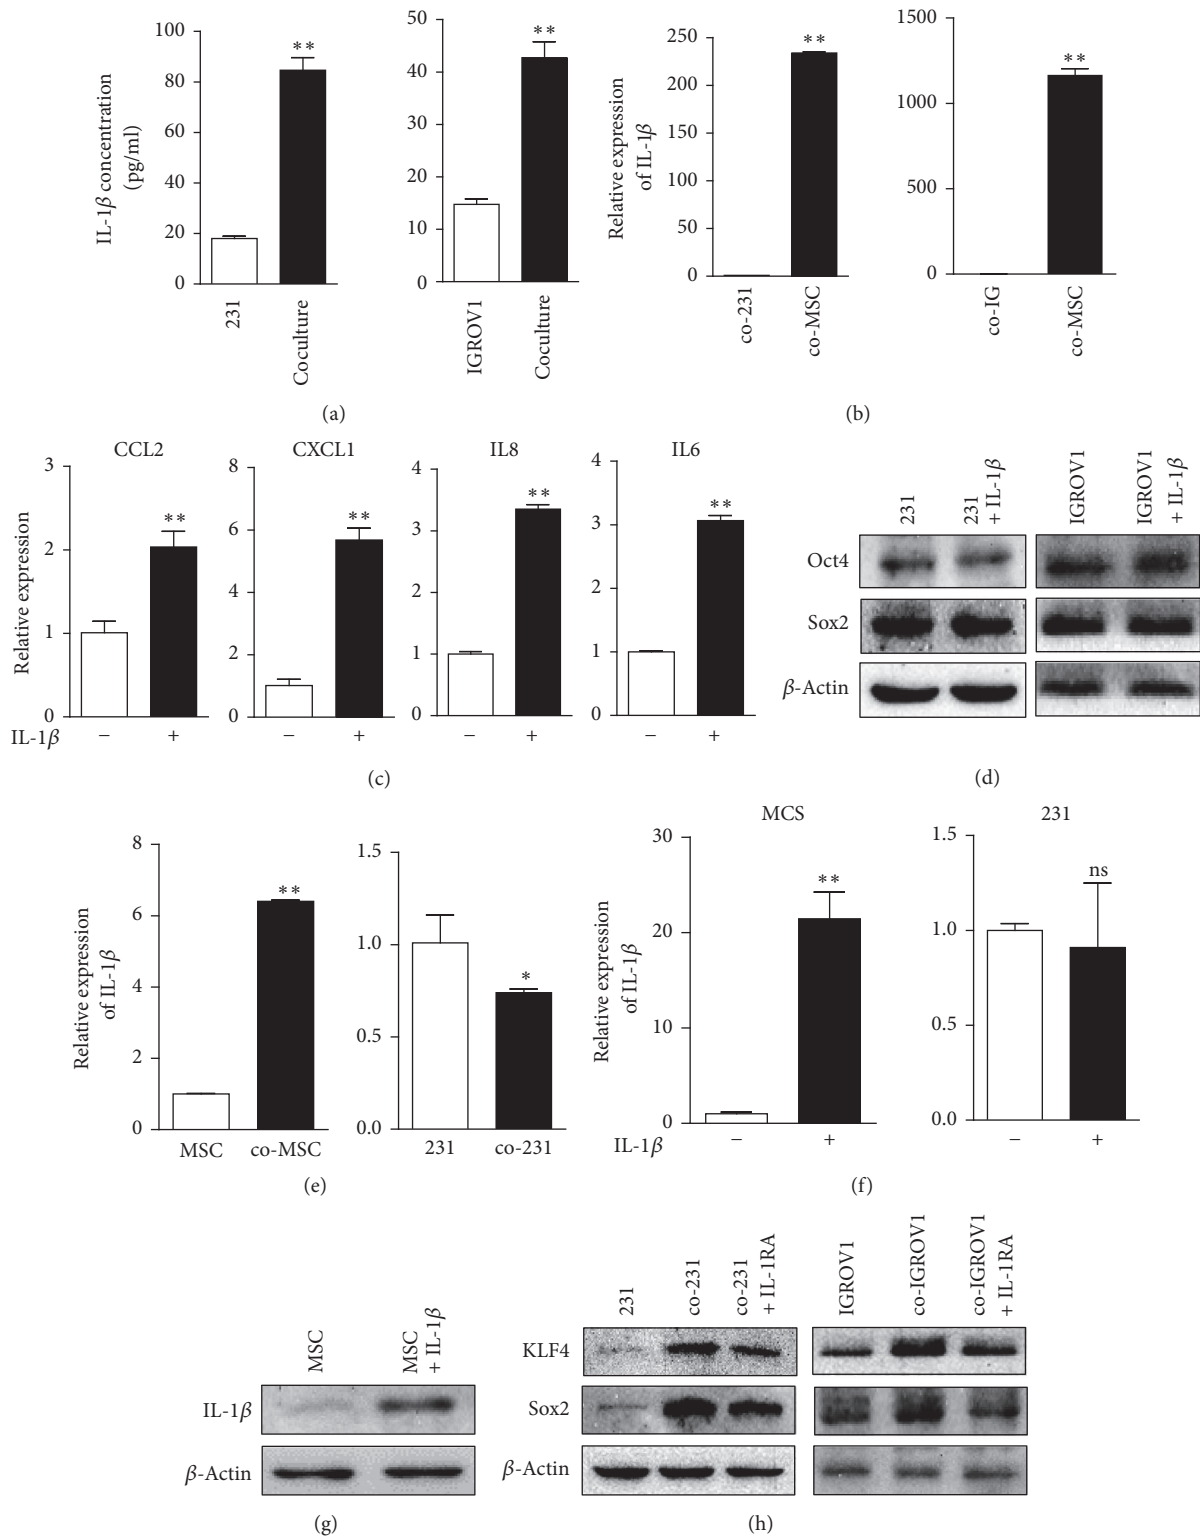 IL-1β concentration
(pg/ml)
100
80
60
40
20
0
**
231
Coculture
50
40
30
20
10
0
**
IGROV1
Coculture
(a)
Relative expression
of IL-1β
250
200
150
100
50
0
**
co-231
co-MSC
1500
1000
500
0
**
co-IG
co-MSC
(b)
Relative expression
CCL2
3
2
1
0
**
IL-1β − +
CXCL1
8
6
4
2
0
**
− +
IL8
4
3
2
1
0
**
− +
IL6
4
3
2
1
0
**
− +
(c)
231
231
+ IL-1β
IGROV1
IGROV1
+ IL-1β
Oct4
Sox2
β-Actin
(d)
Relative expression
of IL-1β
8
6
4
2
0
**
MSC co-MSC
1.5
1.0
0.5
0.0
*
231 co-231
(e)
Relative expression
of IL-1β
MCS
30
20
10
0
**
IL-1β − +
231
1.5
1.0
0.5
0.0
ns
− +
(f)
MSC
MSC
+ IL-1β
IL-1β
β-Actin
(g)
231
co-231
co-231
+ IL-1RA
IGROV1
co-IGROV1
co-IGROV1
+ IL-1RA
KLF4
Sox2
β-Actin
(h)